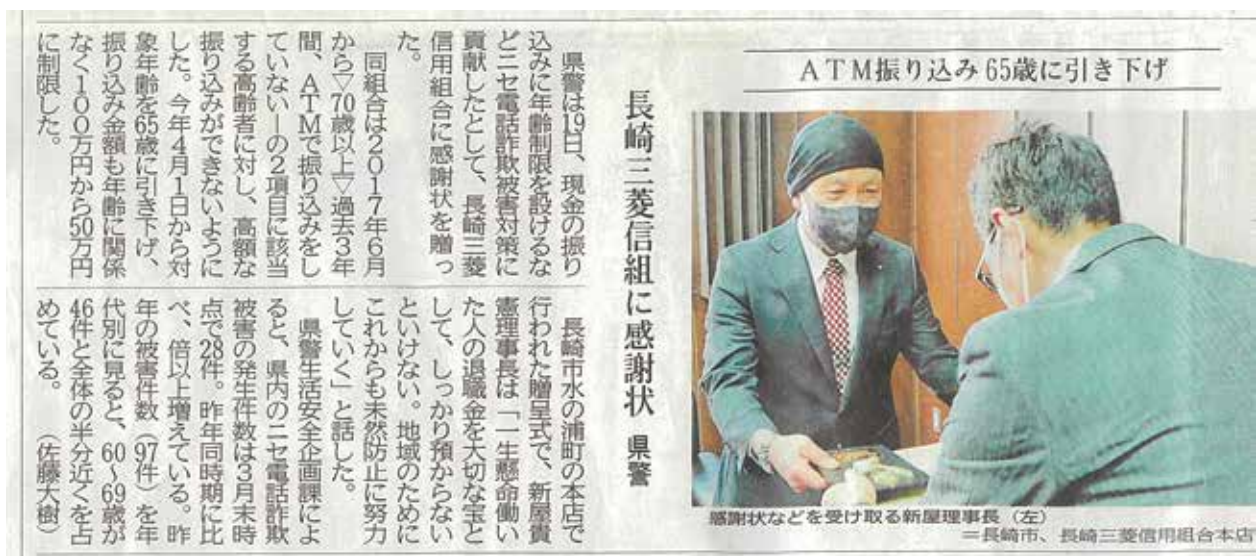 ATM振り込み 65歳に引き下げ
長崎三菱信組に感謝状 県警
県警は19日、現金の振り
込みに年齢制限を設けるな
どニセ電話詐欺被害対策に
貢献したとして、長崎三菱
信用組合に感謝状を贈っ
た。
同組合は2017年6月
から▽70歳以上▽過去3年
間、ATMで振り込みをし
ていない―の2項目に該当
する高齢者に対し、高額な
振り込みができないように
した。今年4月1日から対
象年齢を65歳に引き下げ、
振り込み金額も年齢に関係
なく100万円から50万円
に制限した。
長崎市水の浦町の本店で
行われた贈呈式で、新屋貴
憲理事長は「一生懸命働い
た人の退職金を大切な宝と
して、しっかり預からない
といけない。地域のために
これからも未然防止に努力
していく」と話した。
県警生活安全企画課によ
ると、県内のニセ電話詐欺
被害の発生件数は3月末時
点で28件。昨年同時期に比
べ、倍以上増えている。昨
年の被害件数(97件)を年
代別に見ると、60~69歳が
46件と全体の半分近くを占
めている。 (佐藤大樹)
感謝状などを受け取る新屋理事長(左)
=長崎市、長崎三菱信用組合本店